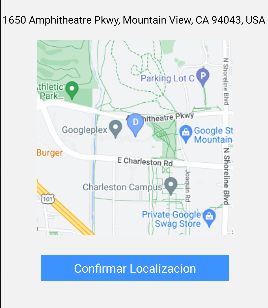 1650 Amphitheatre Pkwy, Mountain View, CA 94043, USA
Parking Lot C
P
N Shoreline Blvd
Athletic
Park...
D
Amphitheatre Pkwy
Googleplex
Google St
Mountain
Burger
E Charleston Rd
N Shoreline Blvd
Charleston Campus
Joaquin Rd
101
Private Google
Swag Store
Confirmar Localizacion